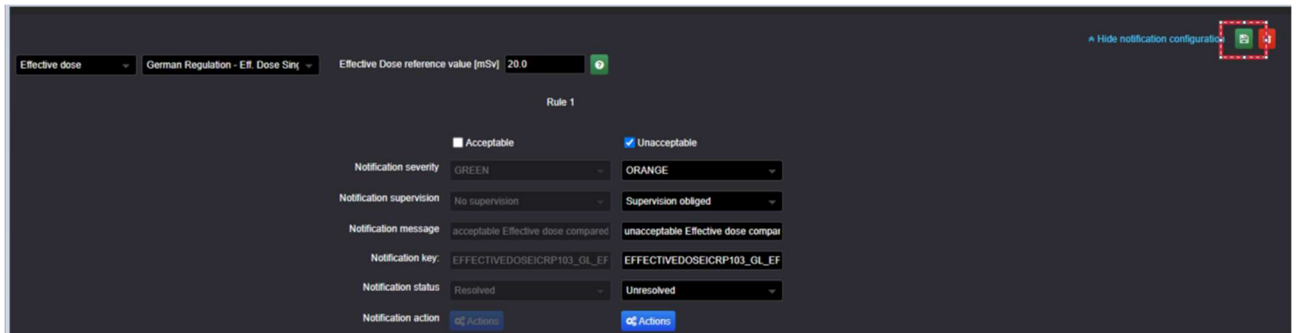 Hide notification configuration
Effective dose German Regulation - Eff. Dose Sing Effective Dose reference value [mSv] 20.0
Rule 1
Acceptable Unacceptable
Notification severity GREEN ORANGE
Notification supervision No supervision Supervision obliged
Notification message acceptable Effective dose compared unacceptable Effective dose compar
Notification key: EFFECTIVEDOSEICRP103_GL_EF EFFECTIVEDOSEICRP103_GL_EF
Notification status Resolved Unresolved
Notification action Actions Actions